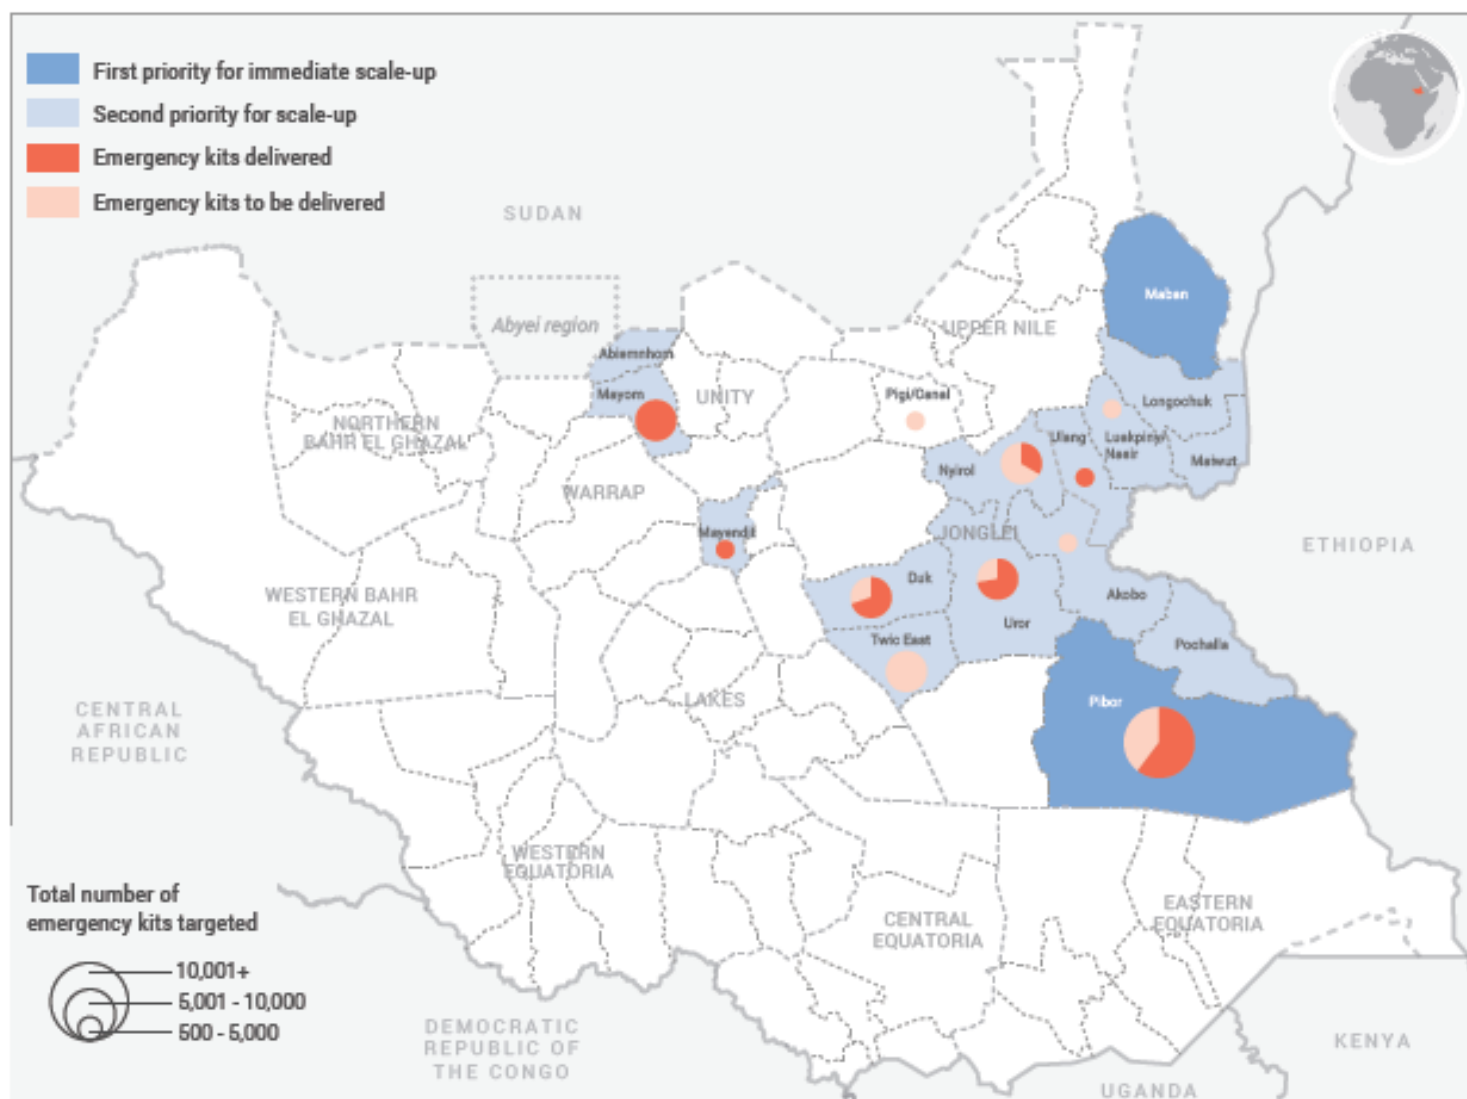 First priority for immediate scale-up
Second priority for scale-up
Emergency kits delivered
Emergency kits to be delivered
SUDAN
Abyei region
UPPER NILE
Maban
Abiemnhom
Mayom
UNITY
Pigi/Canal
Longochuk
NORTHERN
BAHR EL GHAZAL
Ulang
Luakpiny/
Nasir
Maiwut
Nyirol
WARRAP
Mayendit
JONGLEI
ETHIOPIA
WESTERN BAHR
EL GHAZAL
Duk
Akobo
Uror
Twic East
Pochalla
LAKES
Pibor
CENTRAL
AFRICAN
REPUBLIC
WESTERN
EQUATORIA
CENTRAL
EQUATORIA
EASTERN
EQUATORIA
Total number of
emergency kits targeted
10,001+
5,001 - 10,000
500 - 5,000
DEMOCRATIC
REPUBLIC OF
THE CONGO
KENYA
UGANDA